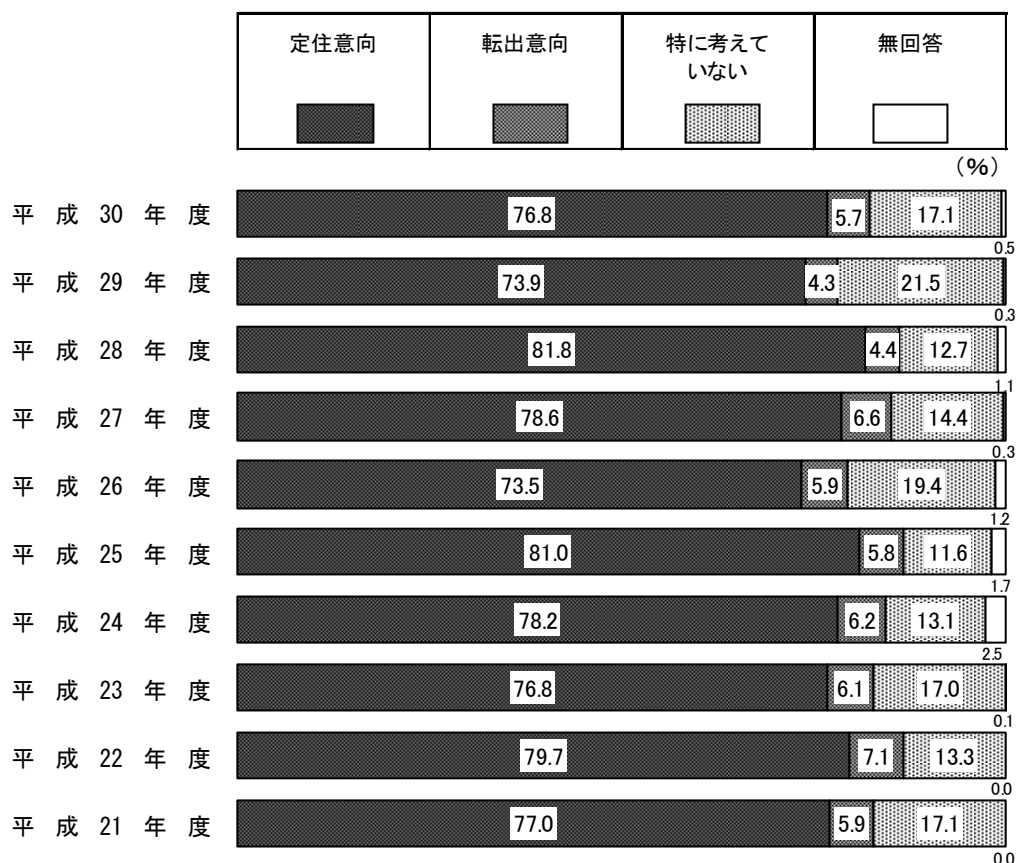 定住意向 転出意向 特に考えて 無回答
いない
(%)
平成30年度 76.8 5.7 17.1
0.5
平成29年度 73.9 4.3 21.5
0.3
平成28年度 81.8 4.4 12.7
1.1
平成27年度 78.6 6.6 14.4
0.3
平成26年度 73.5 5.9 19.4
1.2
平成25年度 81.0 5.8 11.6
1.7
平成24年度 78.2 6.2 13.1
2.5
平成23年度 76.8 6.1 17.0
0.1
平成22年度 79.7 7.1 13.3
0.0
平成21年度 77.0 5.9 17.1
0.0